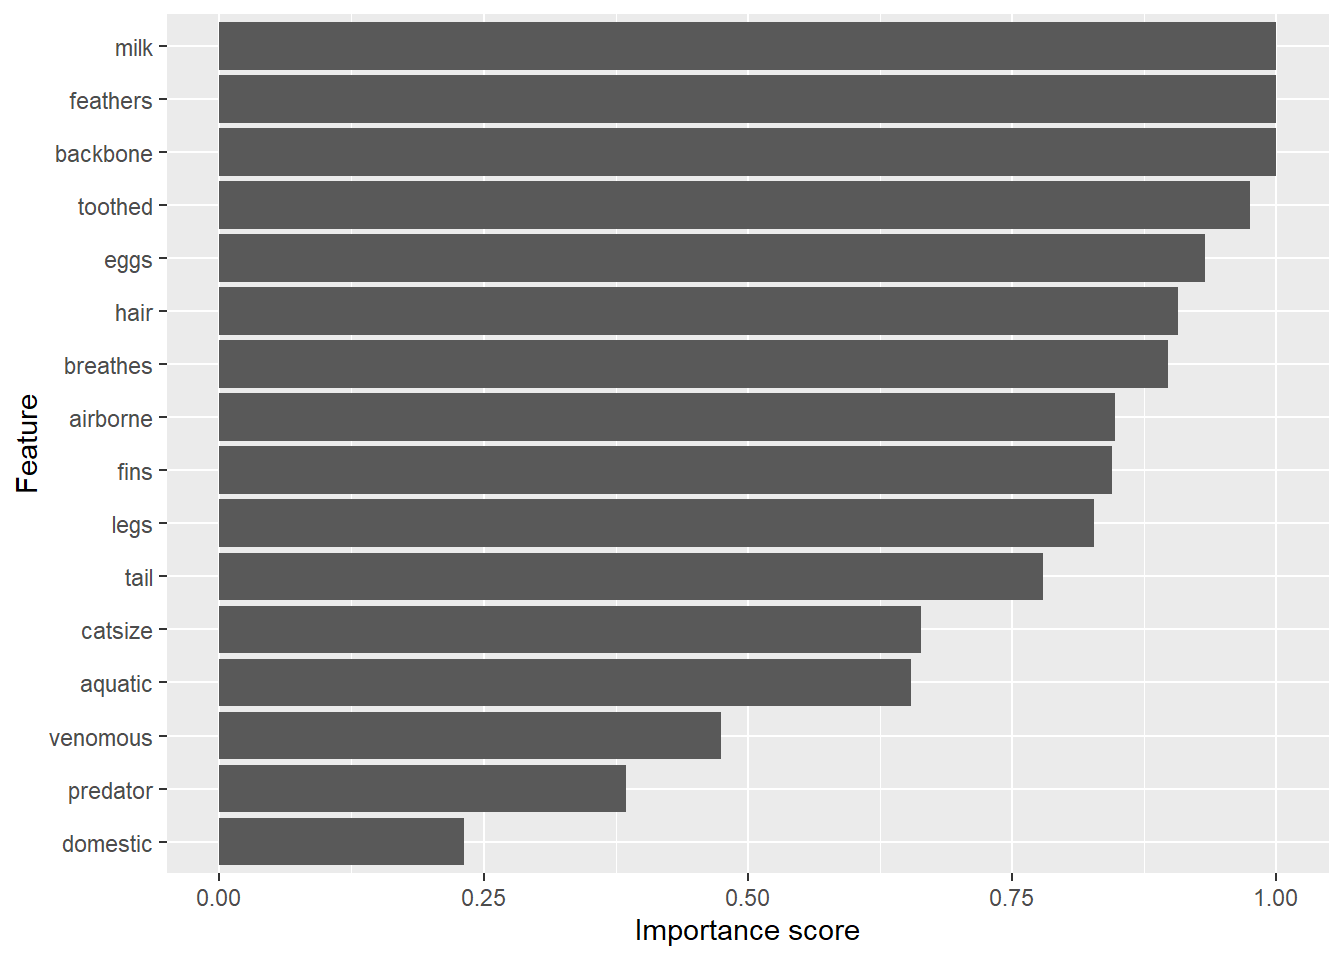 milk
feathers
backbone
toothed
eggs
hair
breathes
airborne
fins
legs
tail
catsize
aquatic
venomous
predator
domestic
Feature
0.00 0.25 0.50 0.75 1.00
Importance score